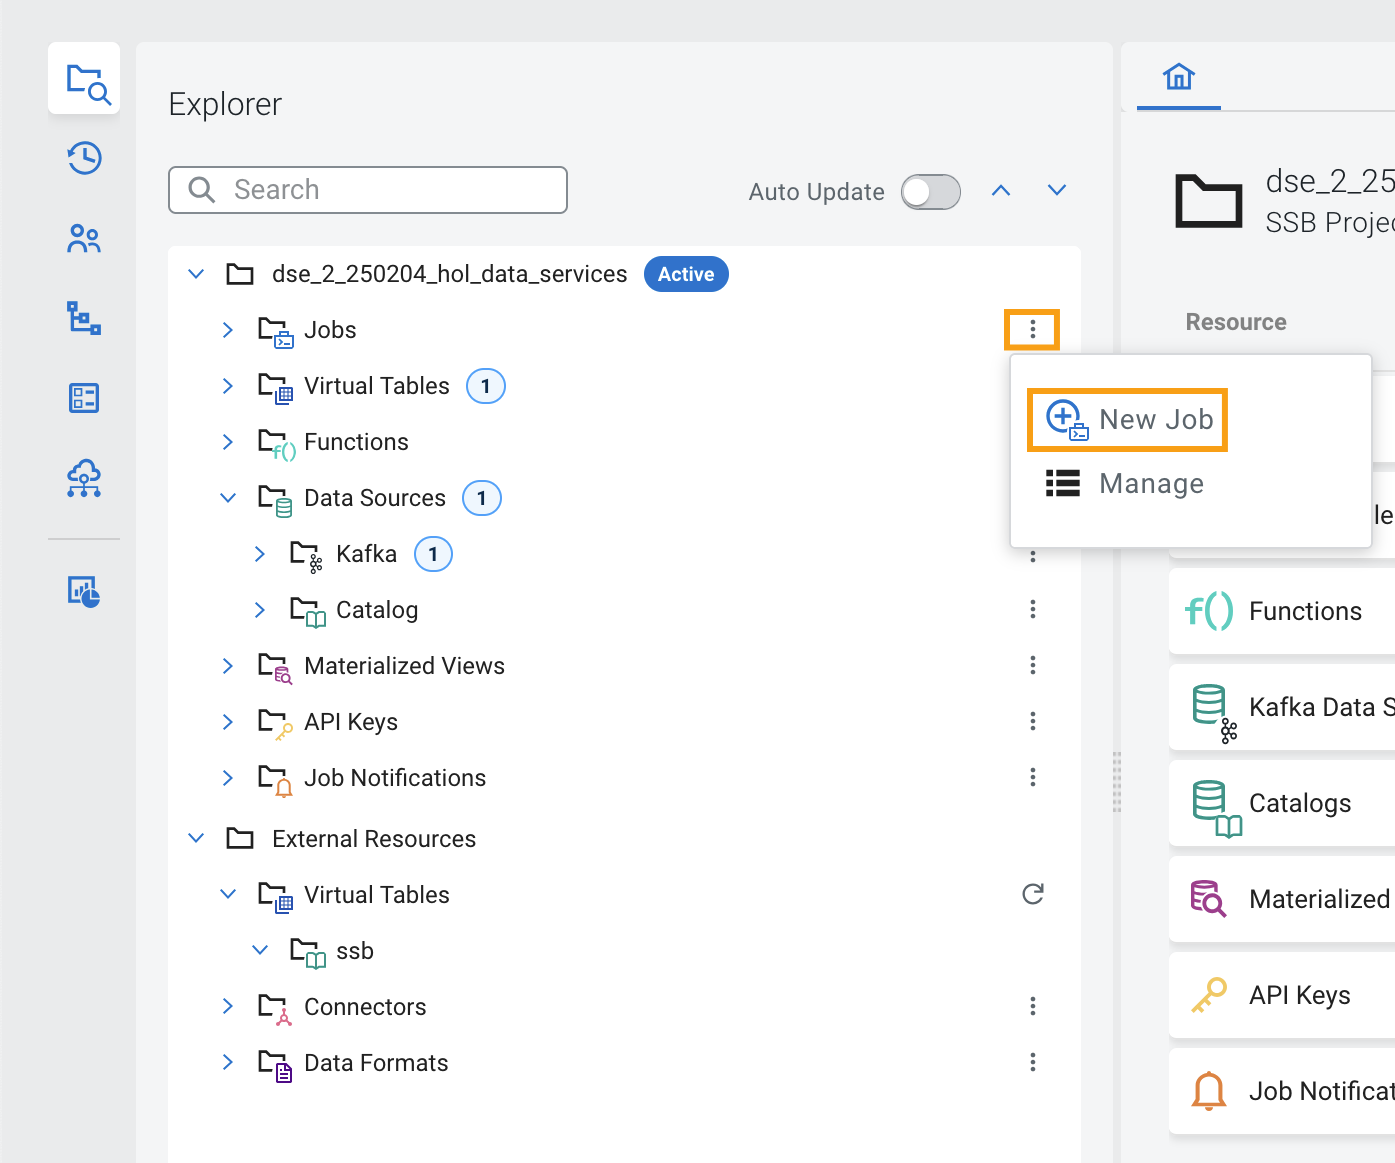 Explorer
Search
Auto Update
dse_2_250204_hol_data_services Active
Jobs
Virtual Tables 1
Functions
Data Sources 1
Kafka 1
Catalog
Materialized Views
API Keys
Job Notifications
External Resources
Virtual Tables
ssb
Connectors
Data Formats
New Job
Manage
dse_2_25
SSB Projec
Resource
le
f() Functions
Kafka Data S
Catalogs
Materialized
API Keys
Job Notificat